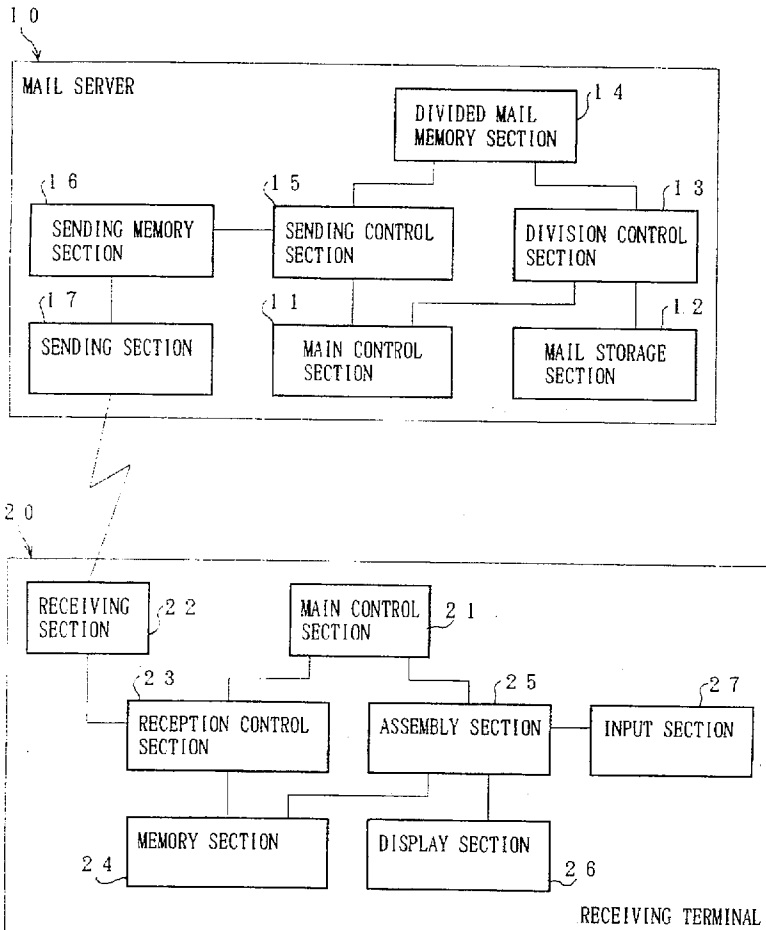 10
MAIL SERVER
14
DIVIDED MAIL
MEMORY SECTION
16
15
13
SENDING MEMORY
SECTION
SENDING CONTROL
SECTION
DIVISION CONTROL
SECTION
17
11
12
SENDING SECTION
MAIN CONTROL
SECTION
MAIL STORAGE
SECTION
20
RECEIVING
SECTION
22
MAIN CONTROL
SECTION
21
23
25
27
RECEPTION CONTROL
SECTION
ASSEMBLY SECTION
INPUT SECTION
MEMORY SECTION
DISPLAY SECTION
24
26
RECEIVING TERMINAL